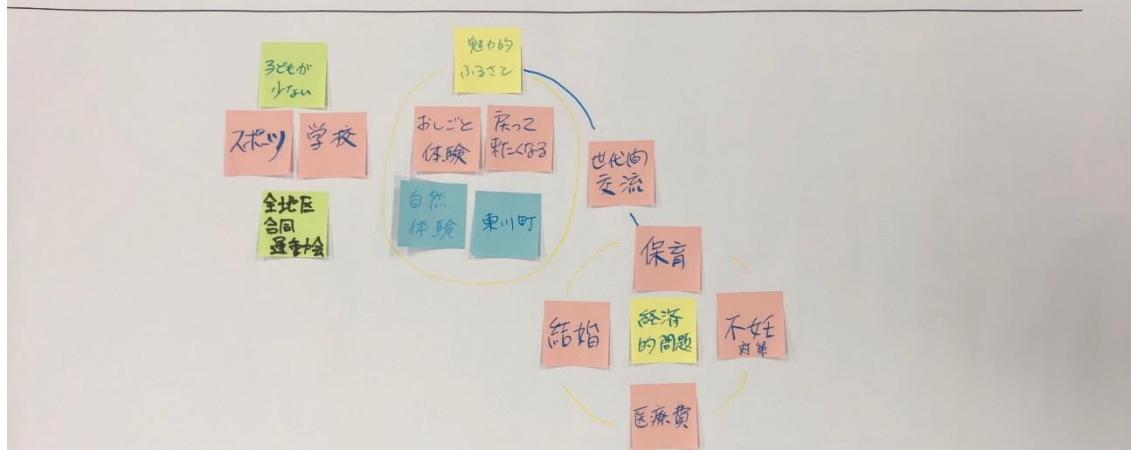 子どもが
少ない
スポーツ
学校
全地区
合同
運動会
魅力的
ふるさと
おしごと
体験
戻って
来たくなる
自然
体験
東川町
世代間
交流
保育
結婚
経済
的問題
不妊
対策
医療費